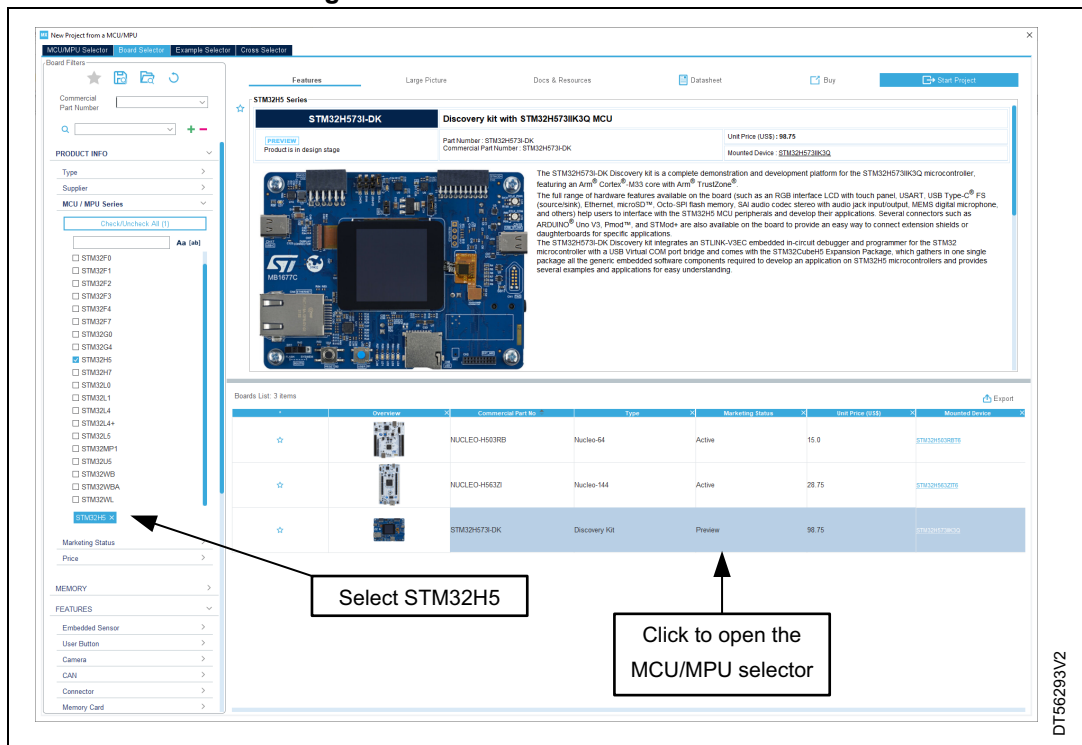 New Project from a MCU/MPU
MCU/MPU Selector
Board Selector
Example Selector
Cross Selector
Board Filters
Commercial
Part Number
PRODUCT INFO
Type
Supplier
MCU / MPU Series
Check/Uncheck All (1)
Aa [ab]
STM32F0
STM32F1
STM32F2
STM32F3
STM32F4
STM32F7
STM32G0
STM32G4
STM32H5
STM32H7
STM32L0
STM32L1
STM32L4
STM32L4+
STM32L5
STM32MP1
STM32U5
STM32WB
STM32WBA
STM32WL
STM32H5 ×
Marketing Status
Price
MEMORY
FEATURES
Embedded Sensor
User Button
Camera
CAN
Connector
Memory Card
Features
Large Picture
Docs & Resources
Datasheet
Buy
Start Project
STM32H5 Series
STM32H573I-DK
Discovery kit with STM32H573IIK3Q MCU
PREVIEW
Product is in design stage
Part Number : STM32H573I-DK
Commercial Part Number : STM32H573I-DK
Unit Price (US$) : 98.75
Mounted Device : STM32H573IIK3Q
MB1677C
The STM32H573I-DK Discovery kit is a complete demonstration and development platform for the STM32H573IIK3Q microcontroller,
featuring an Arm® Cortex®-M33 core with Arm® TrustZone®.
The full range of hardware features available on the board (such as an RGB interface LCD with touch panel, USART, USB Type-C® FS
(source/sink), Ethernet, microSD™, Octo-SPI flash memory, SAI audio codec stereo with audio jack input/output, MEMS digital microphone,
and others) help users to interface with the STM32H5 MCU peripherals and develop their applications. Several connectors such as
ARDUINO® Uno V3, Pmod™, and STMod+ are also available on the board to provide an easy way to connect extension shields or
daughterboards for specific applications.
The STM32H573I-DK Discovery kit integrates an STLINK-V3EC embedded in-circuit debugger and programmer for the STM32
microcontroller with a USB Virtual COM port bridge and comes with the STM32CubeH5 Expansion Package, which gathers in one single
package all the generic embedded software components required to develop an application on STM32H5 microcontrollers and provides
several examples and applications for easy understanding.
Boards List: 3 items
Export
* Overview Commercial Part No Type Marketing Status Unit Price (US$) Mounted Device
NUCLEO-H503RB Nucleo-64 Active 15.0 STM32H503RBT6
NUCLEO-H563ZI Nucleo-144 Active 28.75 STM32H563ZIT6
STM32H573I-DK Discovery Kit Preview 98.75 STM32H573IIK3Q
Select STM32H5
Click to open the
MCU/MPU selector
DT56293V2